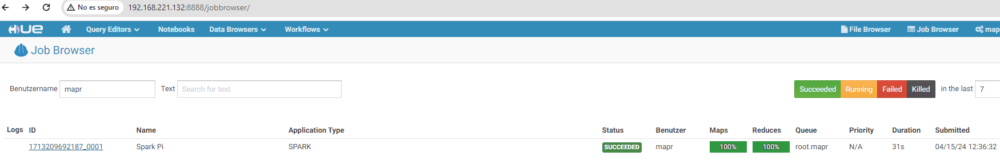 No es seguro 192.168.221.132:8888/jobbrowser/
HUE Query Editors Notebooks Data Browsers Workflows File Browser Job Browser map
Job Browser
Benutzername mapr Text Search for text Succeeded Running Failed Killed in the last 7
Logs ID Name Application Type Status Benutzer Maps Reduces Queue Priority Duration Submitted
1713209692187_0001 Spark Pi SPARK SUCCEEDED mapr 100% 100% root.mapr N/A 31s 04/15/24 12:36:32